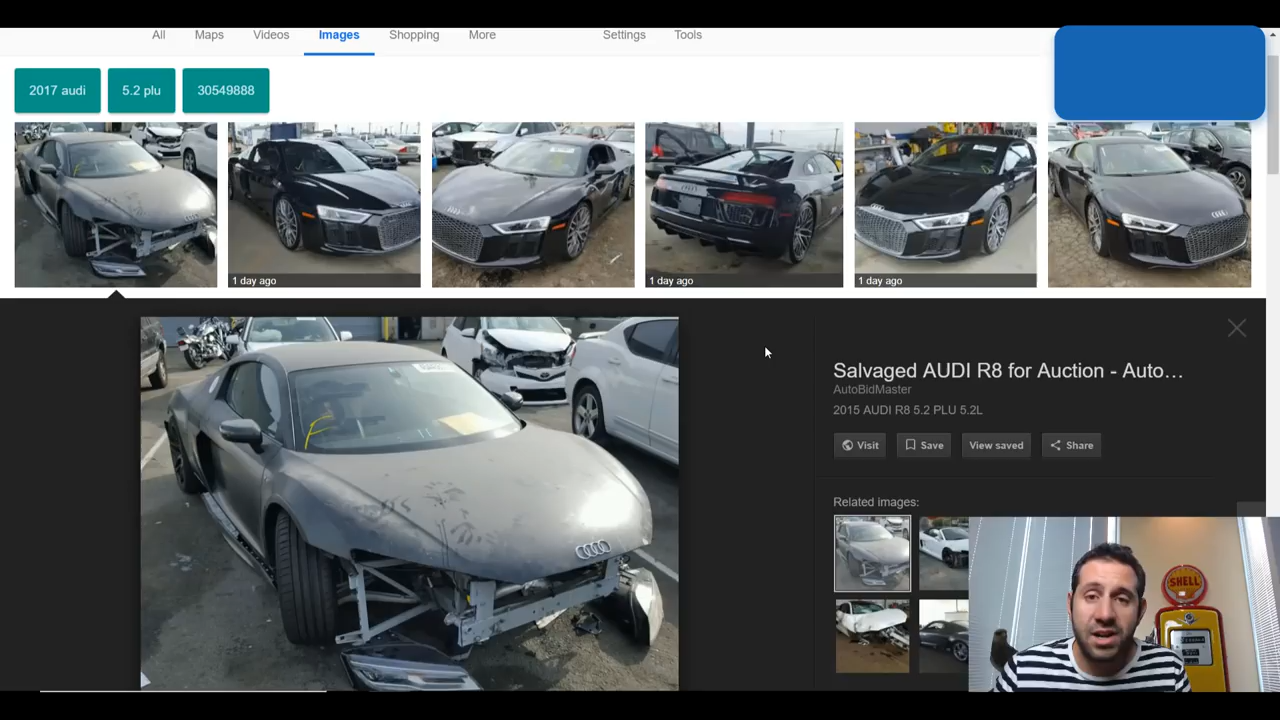 All Maps Videos Images Shopping More Settings Tools
2017 audi 5.2 plu 30549888
1 day ago 1 day ago 1 day ago
Salvaged AUDI R8 for Auction - Auto...
AutoBidMaster
2015 AUDI R8 5.2 PLU 5.2L
Visit Save View saved Share
Related images:
SHELL